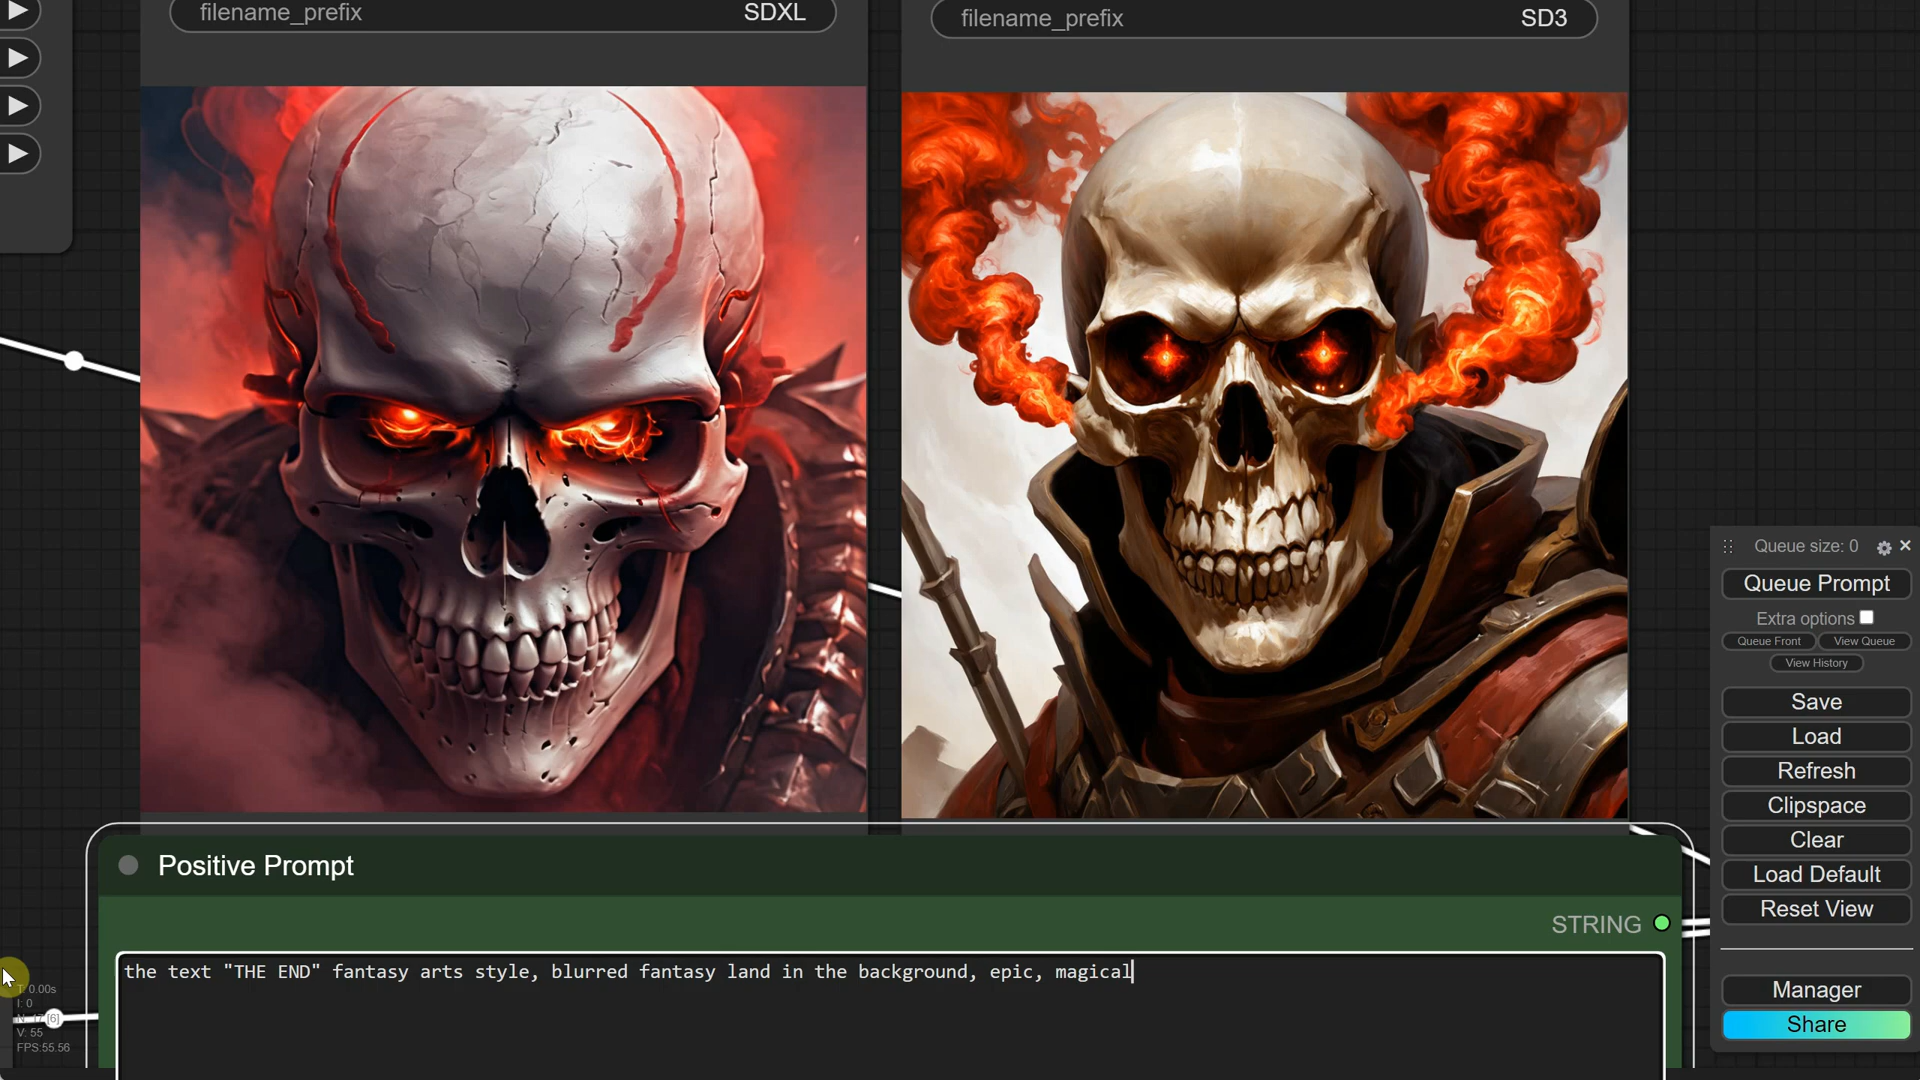 filename_prefix SDXL
filename_prefix SD3
Queue size: 0
Queue Prompt
Extra options
Queue Front View Queue
View History
Save
Load
Refresh
Clipspace
Clear
Load Default
Reset View
Manager
Share
Positive Prompt
STRING
the text "THE END" fantasy arts style, blurred fantasy land in the background, epic, magical
T: 0.00s
I: 0
[6]
V: 55
FPS:55.56